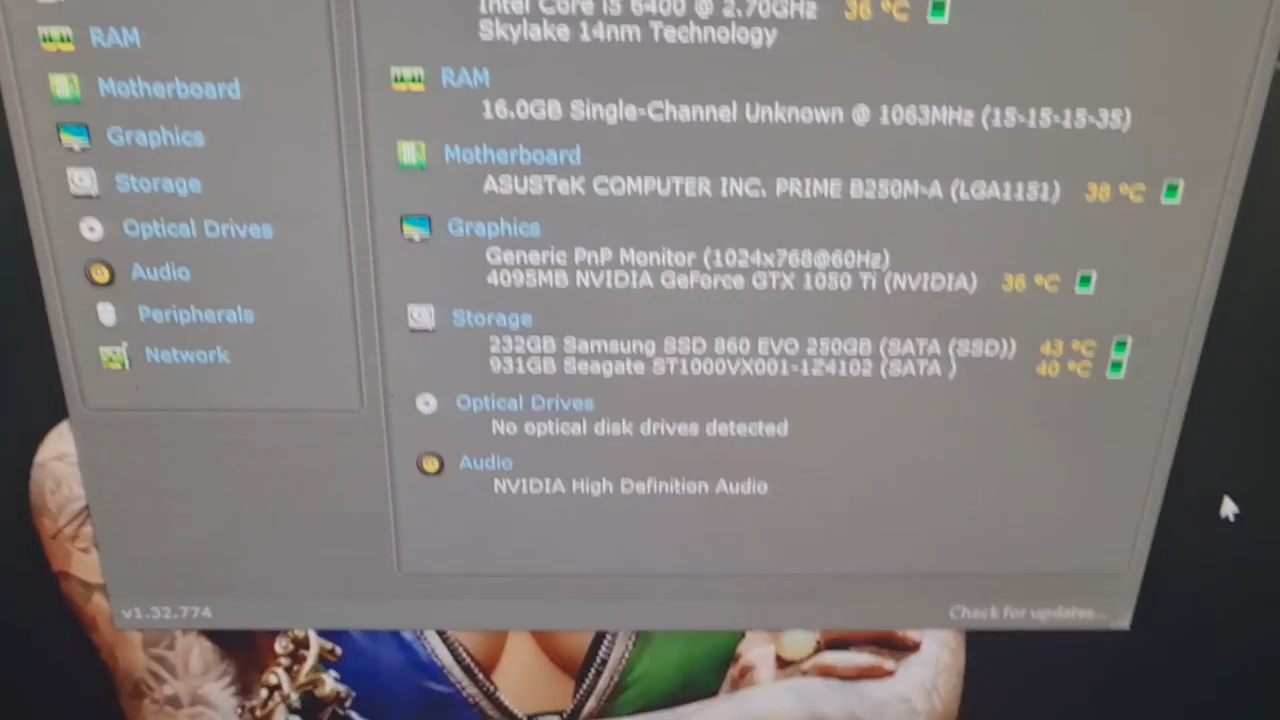 Intel Core i5 6400 @ 2.70GHz 36 °C
Skylake 14nm Technology
RAM
Motherboard
Graphics
Storage
Optical Drives
Audio
Peripherals
Network
RAM
16.0GB Single-Channel Unknown @ 1063MHz (15-15-15-35)
Motherboard
ASUSTeK COMPUTER INC. PRIME B250M-A (LGA1151) 38 °C
Graphics
Generic PnP Monitor (1024x768@60Hz)
4095MB NVIDIA GeForce GTX 1050 Ti (NVIDIA) 36 °C
Storage
232GB Samsung SSD 860 EVO 250GB (SATA (SSD)) 43 °C
931GB Seagate ST1000VX001-1Z4102 (SATA ) 40 °C
Optical Drives
No optical disk drives detected
Audio
NVIDIA High Definition Audio
v1.32.774
Check for updates...